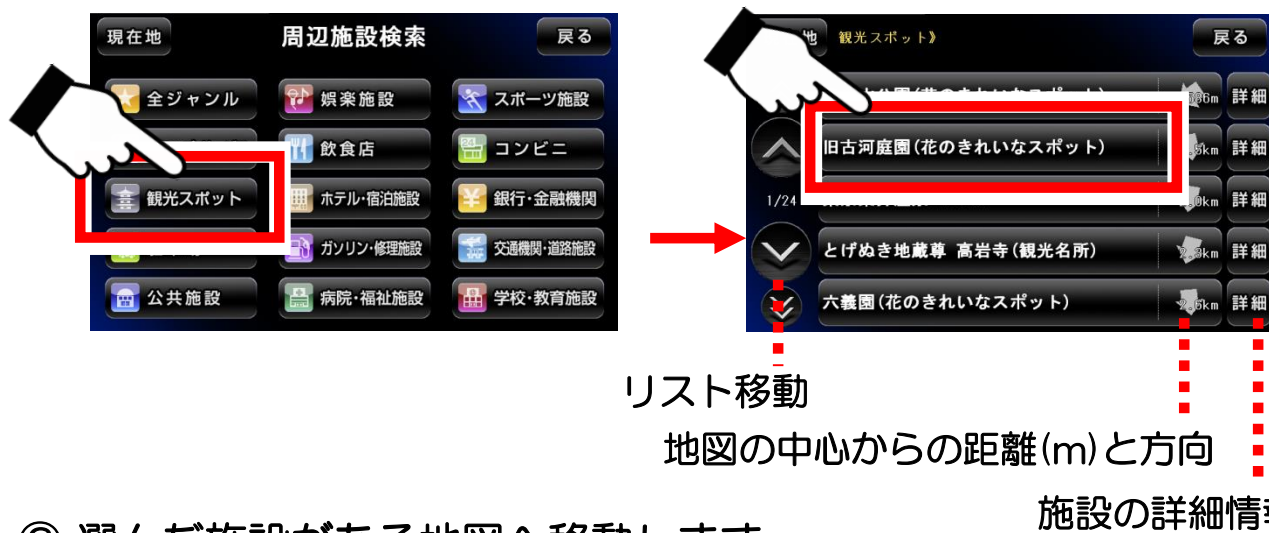 現在地
周辺施設検索
戻る
全ジャンル
娯楽施設
スポーツ施設
飲食店
コンビニ
観光スポット
ホテル・宿泊施設
銀行・金融機関
ガソリン・修理施設
交通機関・道路施設
公共施設
病院・福祉施設
学校・教育施設
地 観光スポット》
戻る
詳細
旧古河庭園(花のきれいなスポット)
詳細
1/24
詳細
とげぬき地蔵尊 高岩寺(観光名所)
詳細
六義園(花のきれいなスポット)
詳細
リスト移動
地図の中心からの距離(m)と方向
施設の詳細情